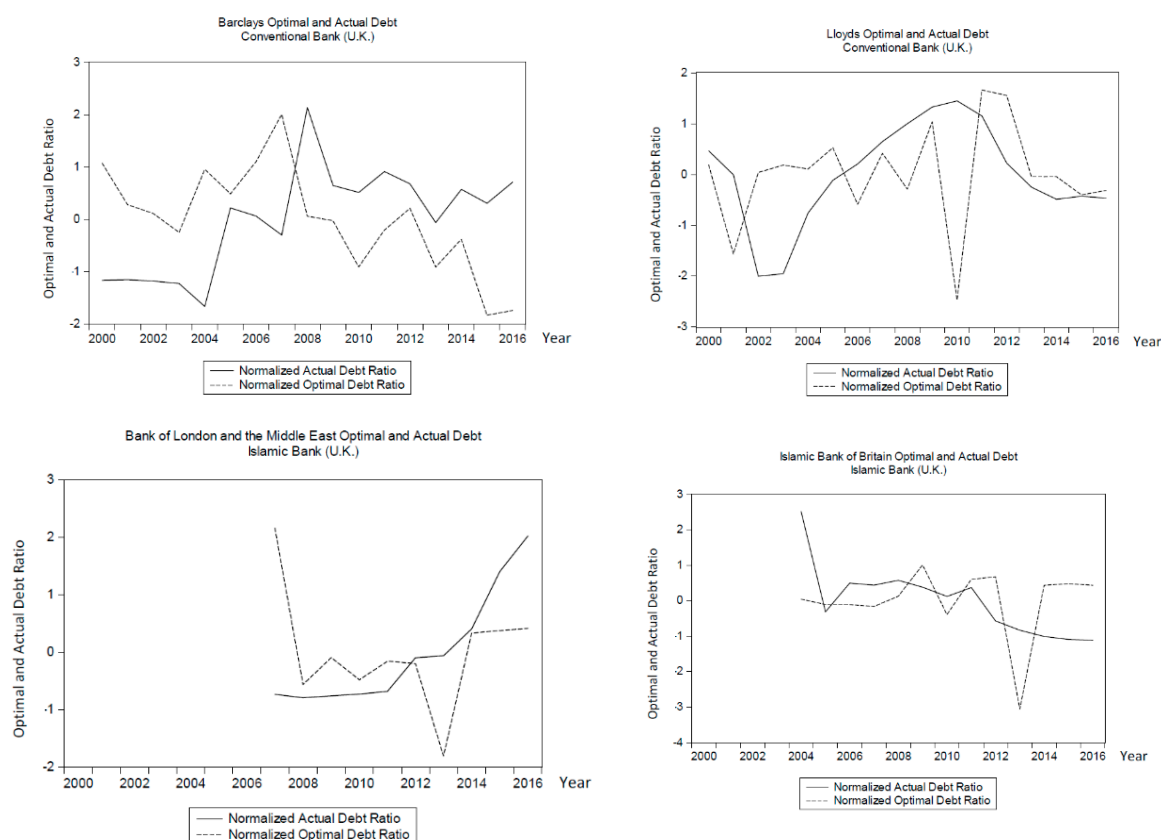 Barclays Optimal and Actual Debt
Conventional Bank (U.K.)
Optimal and Actual Debt Ratio
3
2
1
0
-1
-2
2000 2002 2004 2006 2008 2010 2012 2014 2016 Year
Normalized Actual Debt Ratio
Normalized Optimal Debt Ratio
Lloyds Optimal and Actual Debt
Conventional Bank (U.K.)
Optimal and Actual Debt Ratio
2
1
0
-1
-2
-3
2000 2002 2004 2006 2008 2010 2012 2014 2016 Year
Normalized Actual Debt Ratio
Normalized Optimal Debt Ratio
Bank of London and the Middle East Optimal and Actual Debt
Islamic Bank (U.K.)
Optimal and Actual Debt Ratio
3
2
1
0
-1
-2
2000 2002 2004 2006 2008 2010 2012 2014 2016 Year
Normalized Actual Debt Ratio
Normalized Optimal Debt Ratio
Islamic Bank of Britain Optimal and Actual Debt
Islamic Bank (U.K.)
Optimal and Actual Debt Ratio
3
2
1
0
-1
-2
-3
-4
2000 2002 2004 2006 2008 2010 2012 2014 2016 Year
Normalized Actual Debt Ratio
Normalized Optimal Debt Ratio